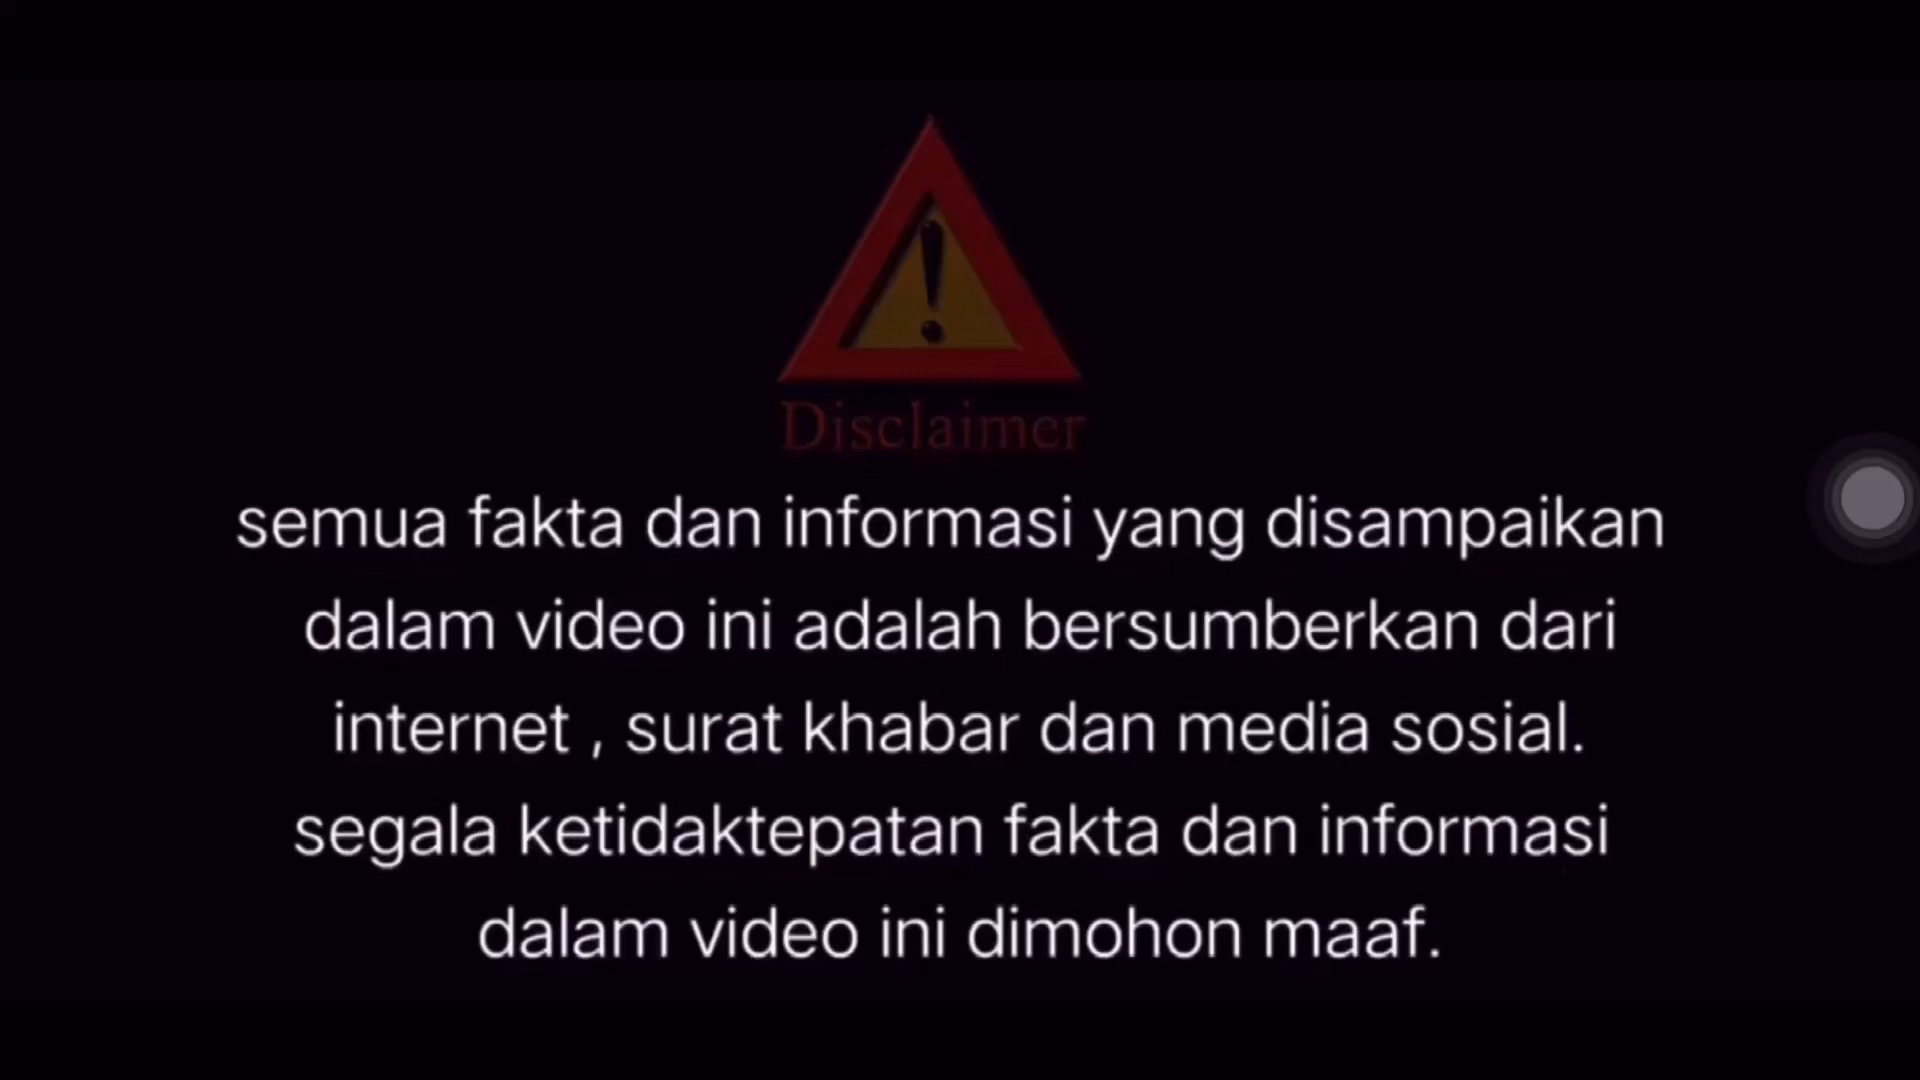 Disclaimer
semua fakta dan informasi yang disampaikan
dalam video ini adalah bersumberkan dari
internet , surat khabar dan media sosial.
segala ketidaktepatan fakta dan informasi
dalam video ini dimohon maaf.